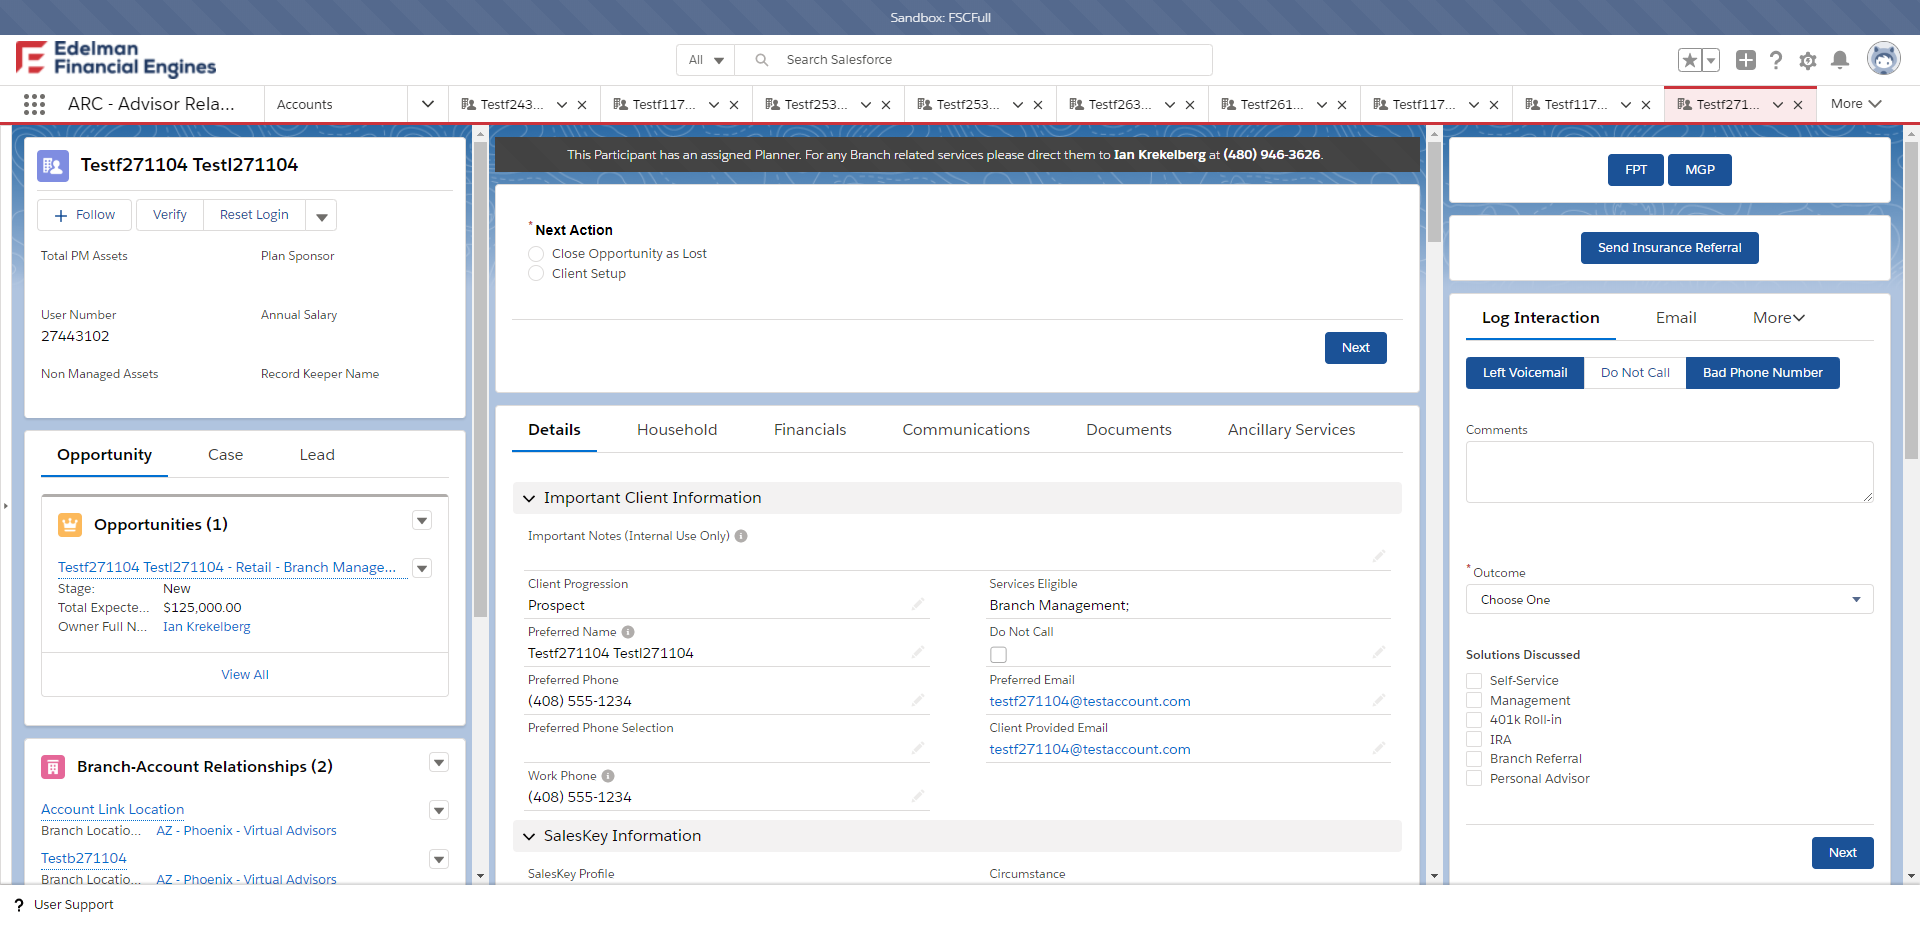 Sandbox: FSCFull
Edelman
Financial Engines
All
Search Salesforce
ARC - Advisor Rela...
Accounts
Testf243...
Testf117...
Testf253...
Testf253...
Testf263...
Testf261...
Testf117...
Testf117...
Testf271...
More
Testf271104 Testl271104
Follow
Verify
Reset Login
Total PM Assets
Plan Sponsor
User Number
27443102
Annual Salary
Non Managed Assets
Record Keeper Name
Opportunity
Case
Lead
Opportunities (1)
Testf271104 Testl271104 - Retail - Branch Manage...
Stage: New
Total Expecte... $125,000.00
Owner Full N... Ian Krekelberg
View All
Branch-Account Relationships (2)
Account Link Location
Branch Locatio... AZ - Phoenix - Virtual Advisors
Testb271104
Branch Locatio... AZ - Phoenix - Virtual Advisors
This Participant has an assigned Planner. For any Branch related services please direct them to Ian Krekelberg at (480) 946-3626.
*Next Action
Close Opportunity as Lost
Client Setup
Next
Details
Household
Financials
Communications
Documents
Ancillary Services
Important Client Information
Important Notes (Internal Use Only)
Client Progression
Prospect
Services Eligible
Branch Management;
Preferred Name
Testf271104 Testl271104
Do Not Call
Preferred Phone
(408) 555-1234
Preferred Email
testf271104@testaccount.com
Preferred Phone Selection
Client Provided Email
testf271104@testaccount.com
Work Phone
(408) 555-1234
SalesKey Information
SalesKey Profile
Circumstance
FPT
MGP
Send Insurance Referral
Log Interaction
Email
More
Left Voicemail
Do Not Call
Bad Phone Number
Comments
*Outcome
Choose One
Solutions Discussed
Self-Service
Management
401k Roll-in
IRA
Branch Referral
Personal Advisor
Next
? User Support